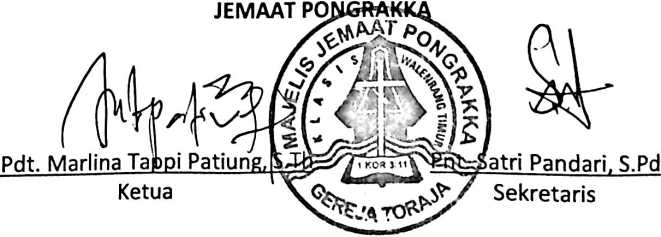 JEMAAT PONGRAKKA
MAJELIS JEMAAT PONGRAKKA
KLASIS WALENRANG TIMUR
1 KOR 3:11
GEREJA TORAJA
Pdt. Marlina Tappi Patiung, S.Th
Pnt. Satri Pandari, S.Pd
Ketua
Sekretaris